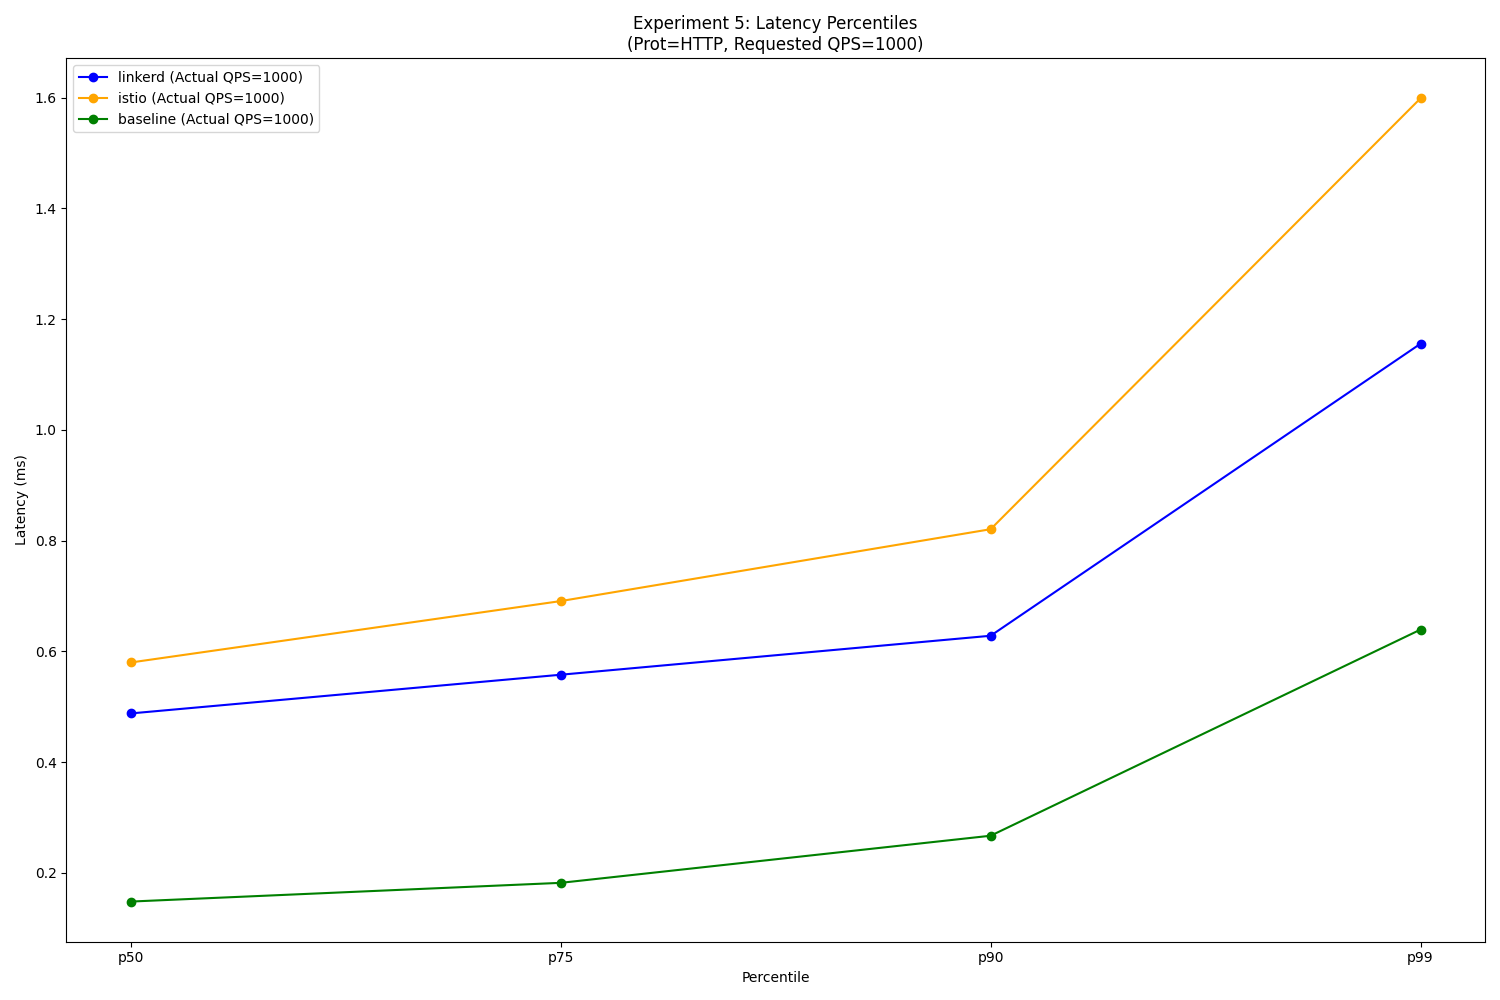 Experiment 5: Latency Percentiles
(Prot=HTTP, Requested QPS=1000)
linkerd (Actual QPS=1000)
istio (Actual QPS=1000)
baseline (Actual QPS=1000)
Latency (ms)
1.6
1.4
1.2
1.0
0.8
0.6
0.4
0.2
p50
p75
p90
p99
Percentile